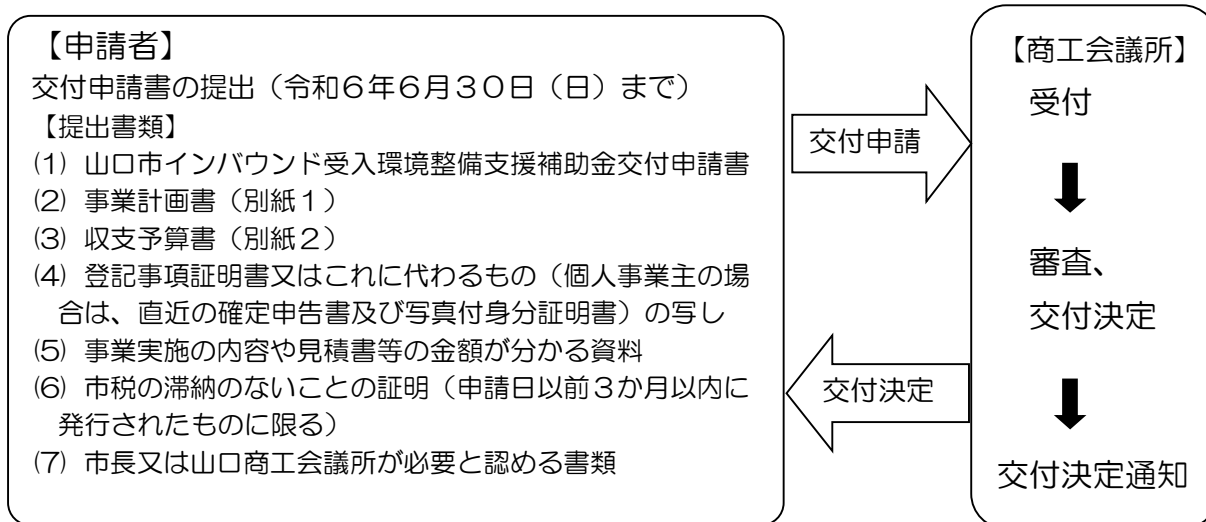 【申請者】
交付申請書の提出（令和６年６月３０日（日）まで）
【提出書類】
⑴ 山口市インバウンド受入環境整備支援補助金交付申請書
⑵ 事業計画書（別紙１）
⑶ 収支予算書（別紙２）
⑷ 登記事項証明書又はこれに代わるもの（個人事業主の場
合は、直近の確定申告書及び写真付身分証明書）の写し
⑸ 事業実施の内容や見積書等の金額が分かる資料
⑹ 市税の滞納のないことの証明（申請日以前３か月以内に
発行されたものに限る）
⑺ 市長又は山口商工会議所が必要と認める書類
交付申請
交付決定
【商工会議所】
受付
審査、
交付決定
交付決定通知